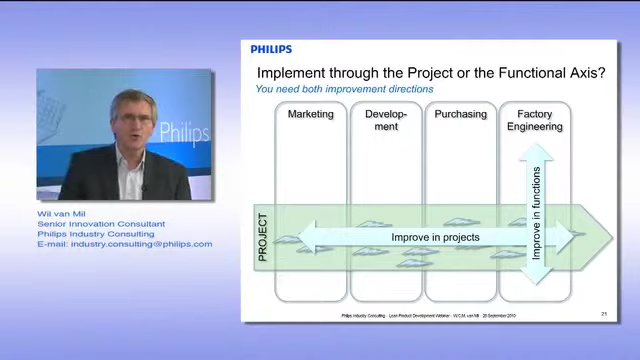 Philips
Wil van Mil
Senior Innovation Consultant
Philips Industry Consulting
E-mail: industry.consulting@philips.com
PHILIPS
Implement through the Project or the Functional Axis?
You need both improvement directions
Marketing
Develop-
ment
Purchasing
Factory
Engineering
PROJECT
Improve in projects
Improve in functions
Philips Industry Consulting - Lean Product Development Webinar - W.C.M. van Mil - 28 September 2010
21